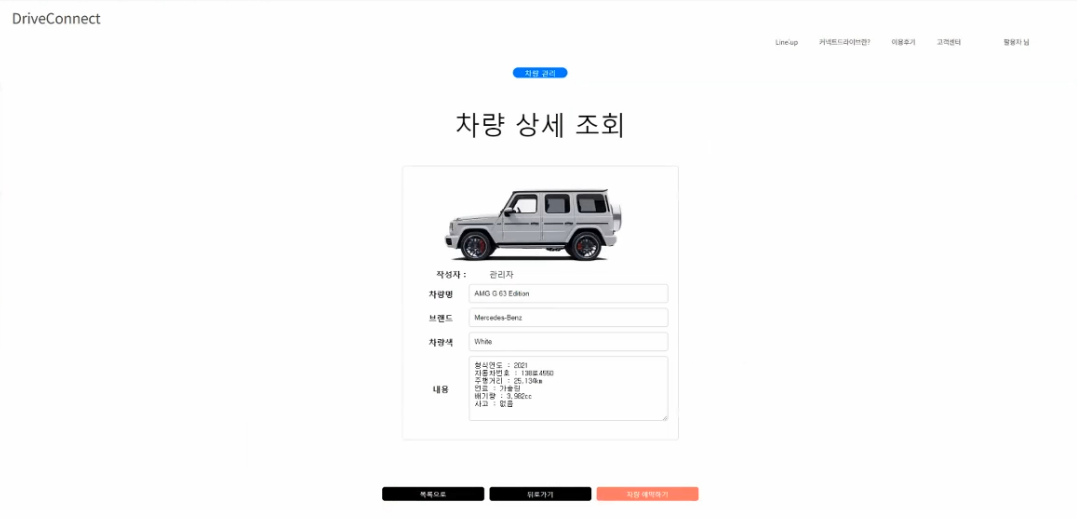 DriveConnect
Line up 커넥트드라이브란? 이용후기 고객센터 활용자 님
차량 관리
차량 상세 조회
작성자 : 관리자
차량명 AMG G 63 Edition
브랜드 Mercedes-Benz
차량색 White
내용
형식연도 : 2021
자동차번호 : 138로4550
주행거리 : 25,134km
연료 : 가솔린
배기량 : 3,982cc
사고 : 없음
목록으로 뒤로가기 차량 예약하기